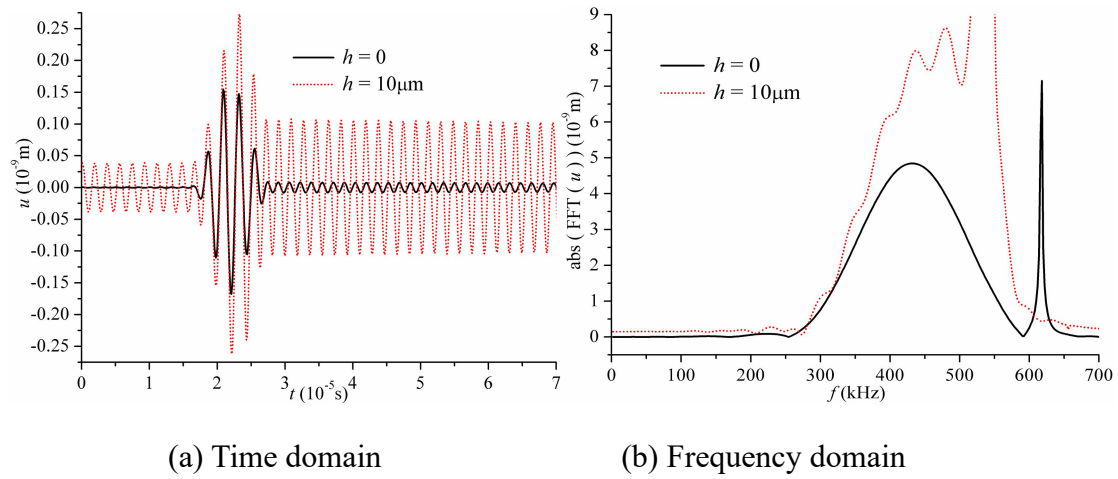 0.25
0.20
0.15
0.10
0.05
0.00
-0.05
-0.10
-0.15
-0.20
-0.25
u (10⁻⁹m)
h = 0
h = 10μm
0 1 2 3 4 5 6 7
t (10⁻⁵s)
9
8
7
6
5
4
3
2
1
0
abs ( FFT ( u ) ) (10⁻⁹m)
h = 0
h = 10μm
0 100 200 300 400 500 600 700
f (kHz)
(a) Time domain
(b) Frequency domain